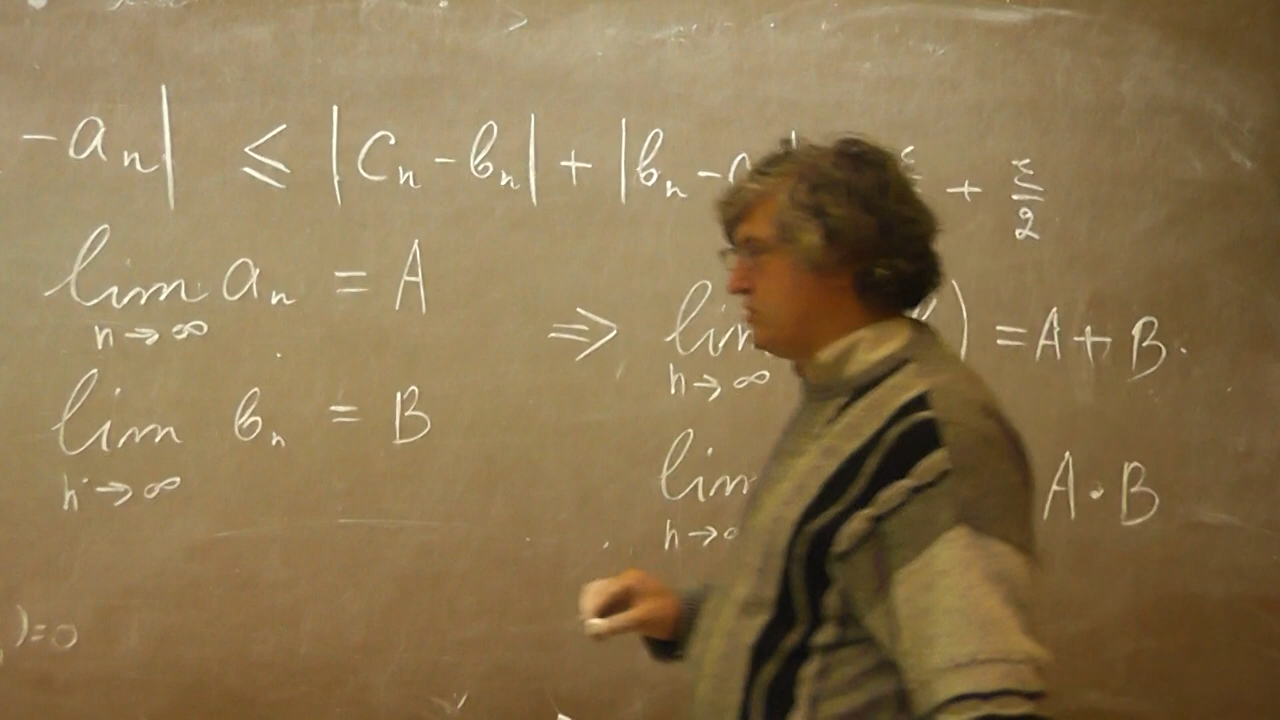 -aₙ| ≤ |Cₙ-bₙ| + |bₙ- + ε/2
lim n→∞ aₙ = A
⇒ lim n→∞ ) = A+B.
lim n→∞ bₙ = B
lim n→ A·B
)=0